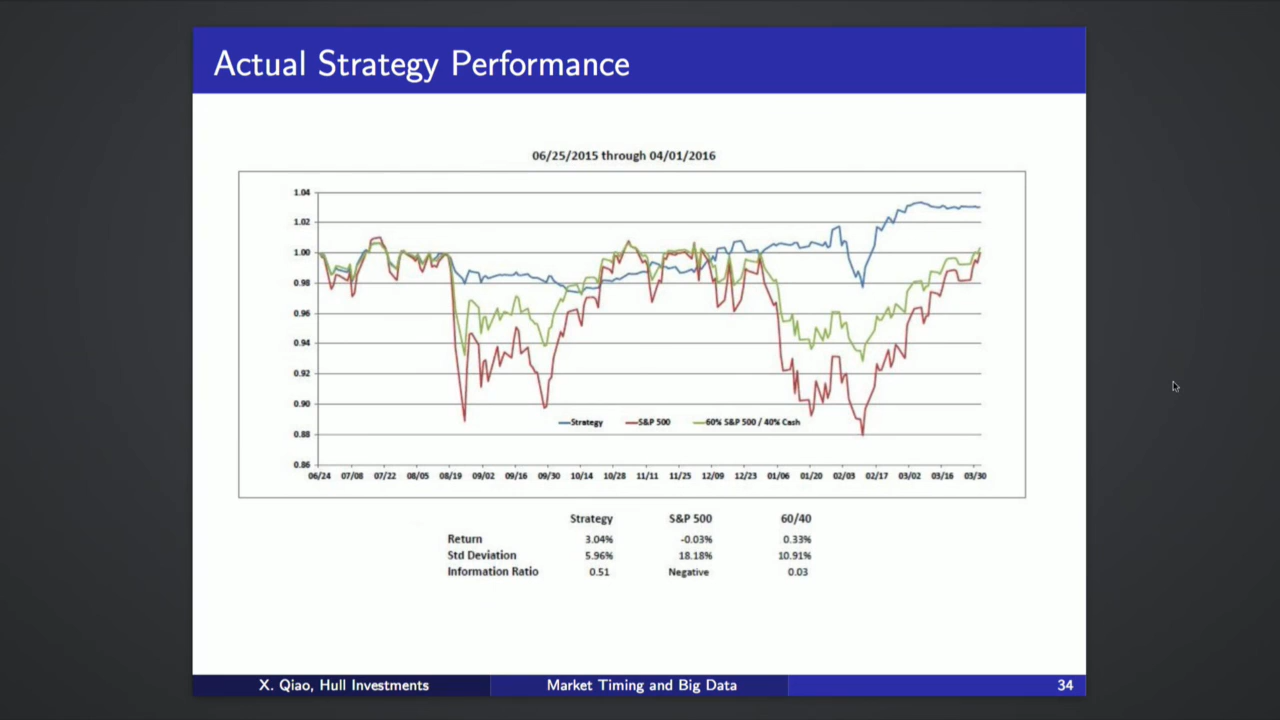 Actual Strategy Performance
06/25/2015 through 04/01/2016
1.04
1.02
1.00
0.98
0.96
0.94
0.92
0.90
0.88
0.86
Strategy S&P 500 60% S&P 500 / 40% Cash
06/24 07/08 07/22 08/05 08/19 09/02 09/16 09/30 10/14 10/28 11/11 11/25 12/09 12/23 01/06 01/20 02/03 02/17 03/02 03/16 03/30
Strategy S&P 500 60/40
Return 3.04% -0.03% 0.33%
Std Deviation 5.96% 18.18% 10.91%
Information Ratio 0.51 Negative 0.03
X. Qiao, Hull Investments Market Timing and Big Data 34